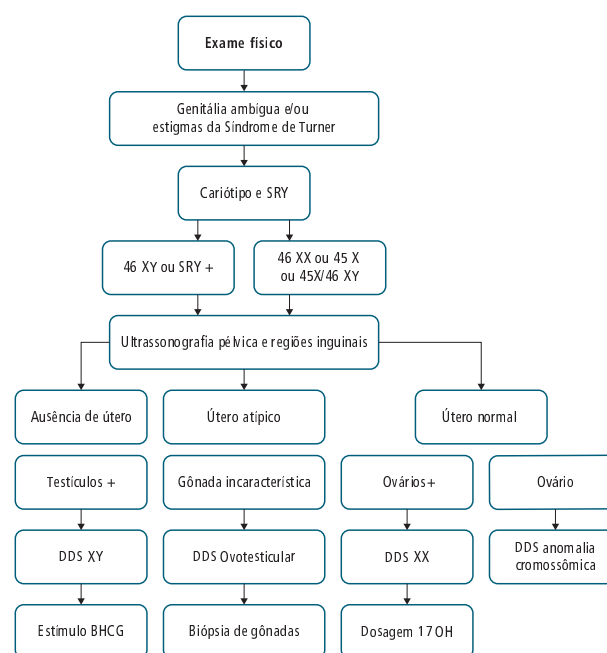 Exame físico
Genitália ambígua e/ou
estigmas da Síndrome de Turner
Cariótipo e SRY
46 XY ou SRY +
46 XX ou 45 X
ou 45X/46 XY
Ultrassonografia pélvica e regiões inguinais
Ausência de útero
Útero atípico
Útero normal
Testículos +
Gônada incaracterística
Ovários+
Ovário
DDS XY
DDS Ovotesticular
DDS XX
DDS anomalia
cromossômica
Estímulo BHCG
Biópsia de gônadas
Dosagem 17 OH